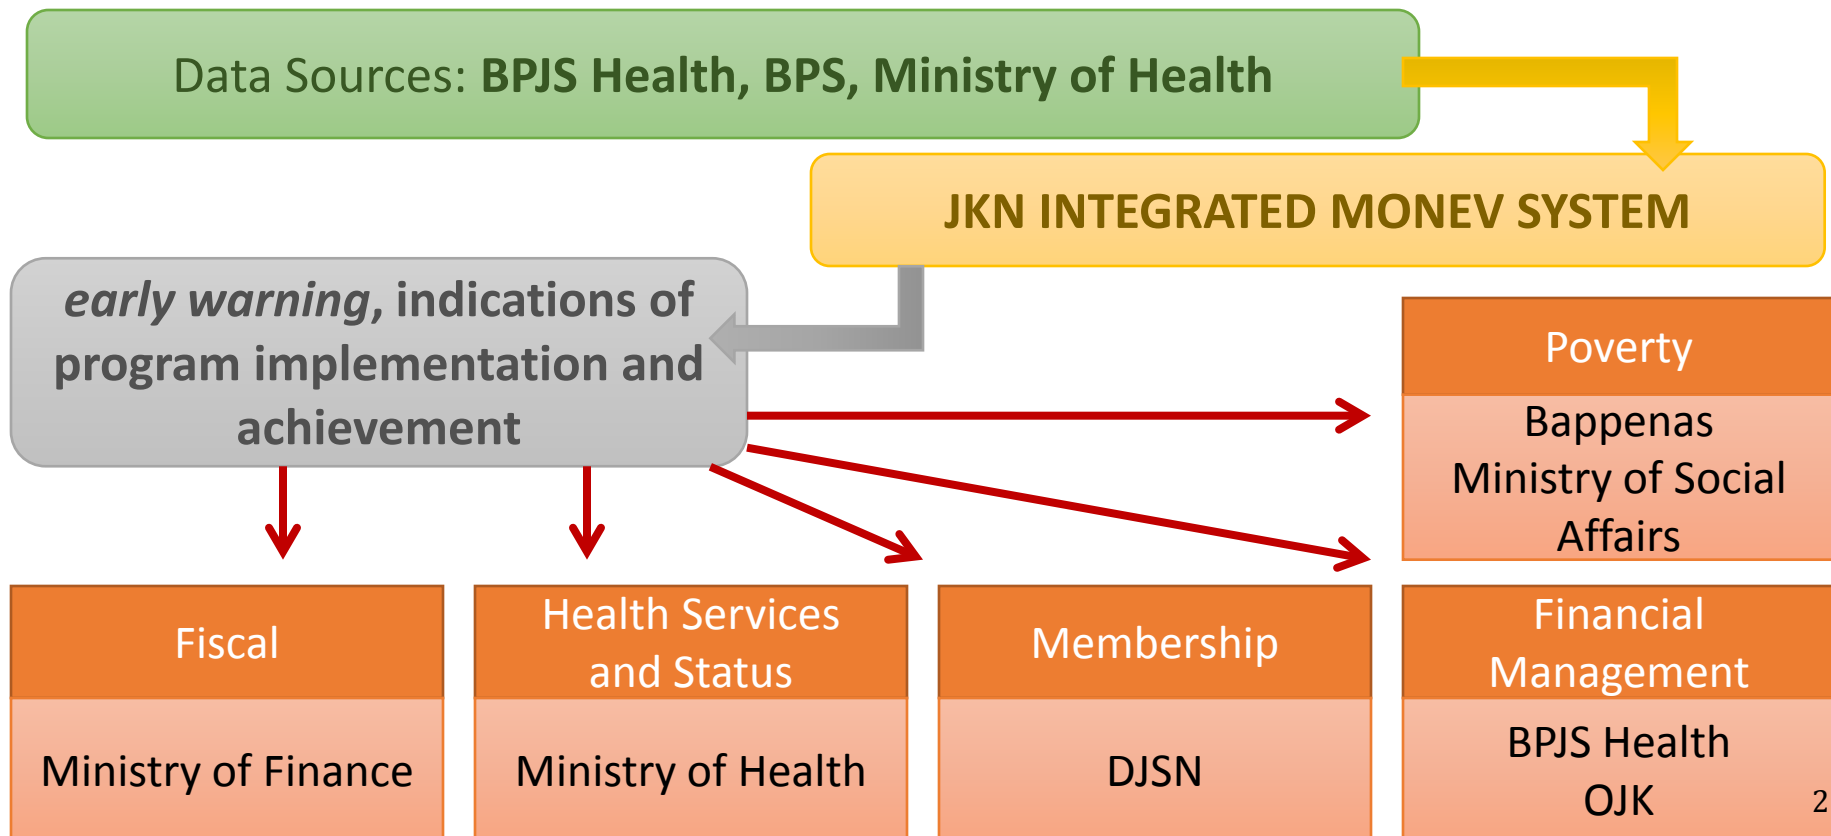 Data Sources: BPJS Health, BPS, Ministry of Health
JKN INTEGRATED MONEV SYSTEM
early warning, indications of
program implementation and
achievement
Poverty
Bappenas
Ministry of Social
Affairs
Fiscal
Ministry of Finance
Health Services
and Status
Ministry of Health
Membership
DJSN
Financial
Management
BPJS Health
OJK
2